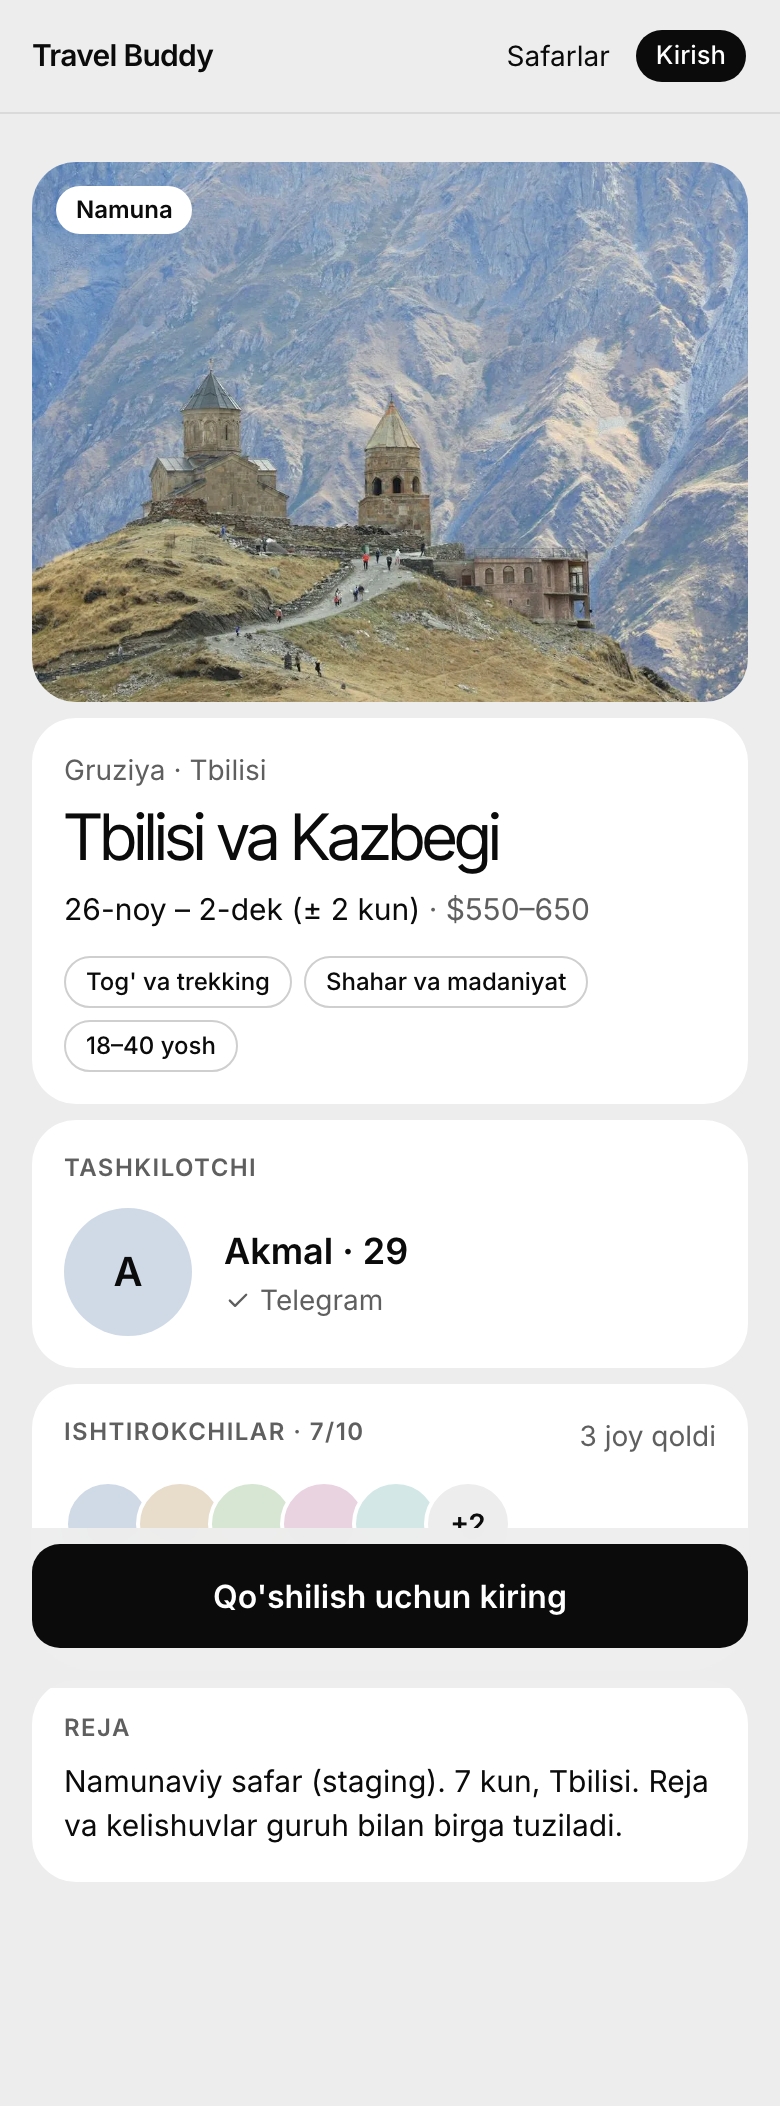 Travel Buddy
Safarlar
Kirish
Namuna
Gruziya · Tbilisi
Tbilisi va Kazbegi
26-noy – 2-dek (± 2 kun) · $550–650
Tog' va trekking
Shahar va madaniyat
18–40 yosh
TASHKILOTCHI
A
Akmal · 29
✓ Telegram
ISHTIROKCHILAR · 7/10
3 joy qoldi
+2
Qo'shilish uchun kiring
REJA
Namunaviy safar (staging). 7 kun, Tbilisi. Reja
va kelishuvlar guruh bilan birga tuziladi.